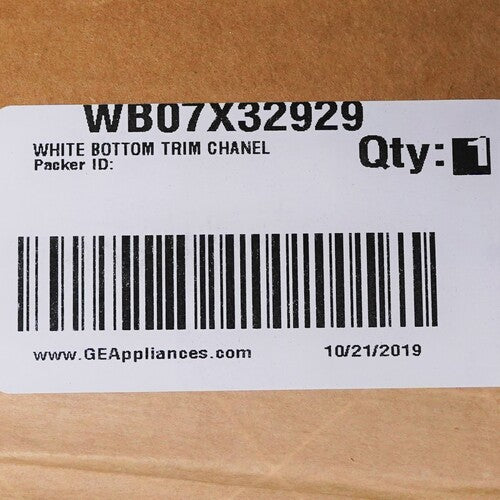 WB07X32929
WHITE BOTTOM TRIM CHANEL
Packer ID:
Qty: 1
www.GEAppliances.com 10/21/2019